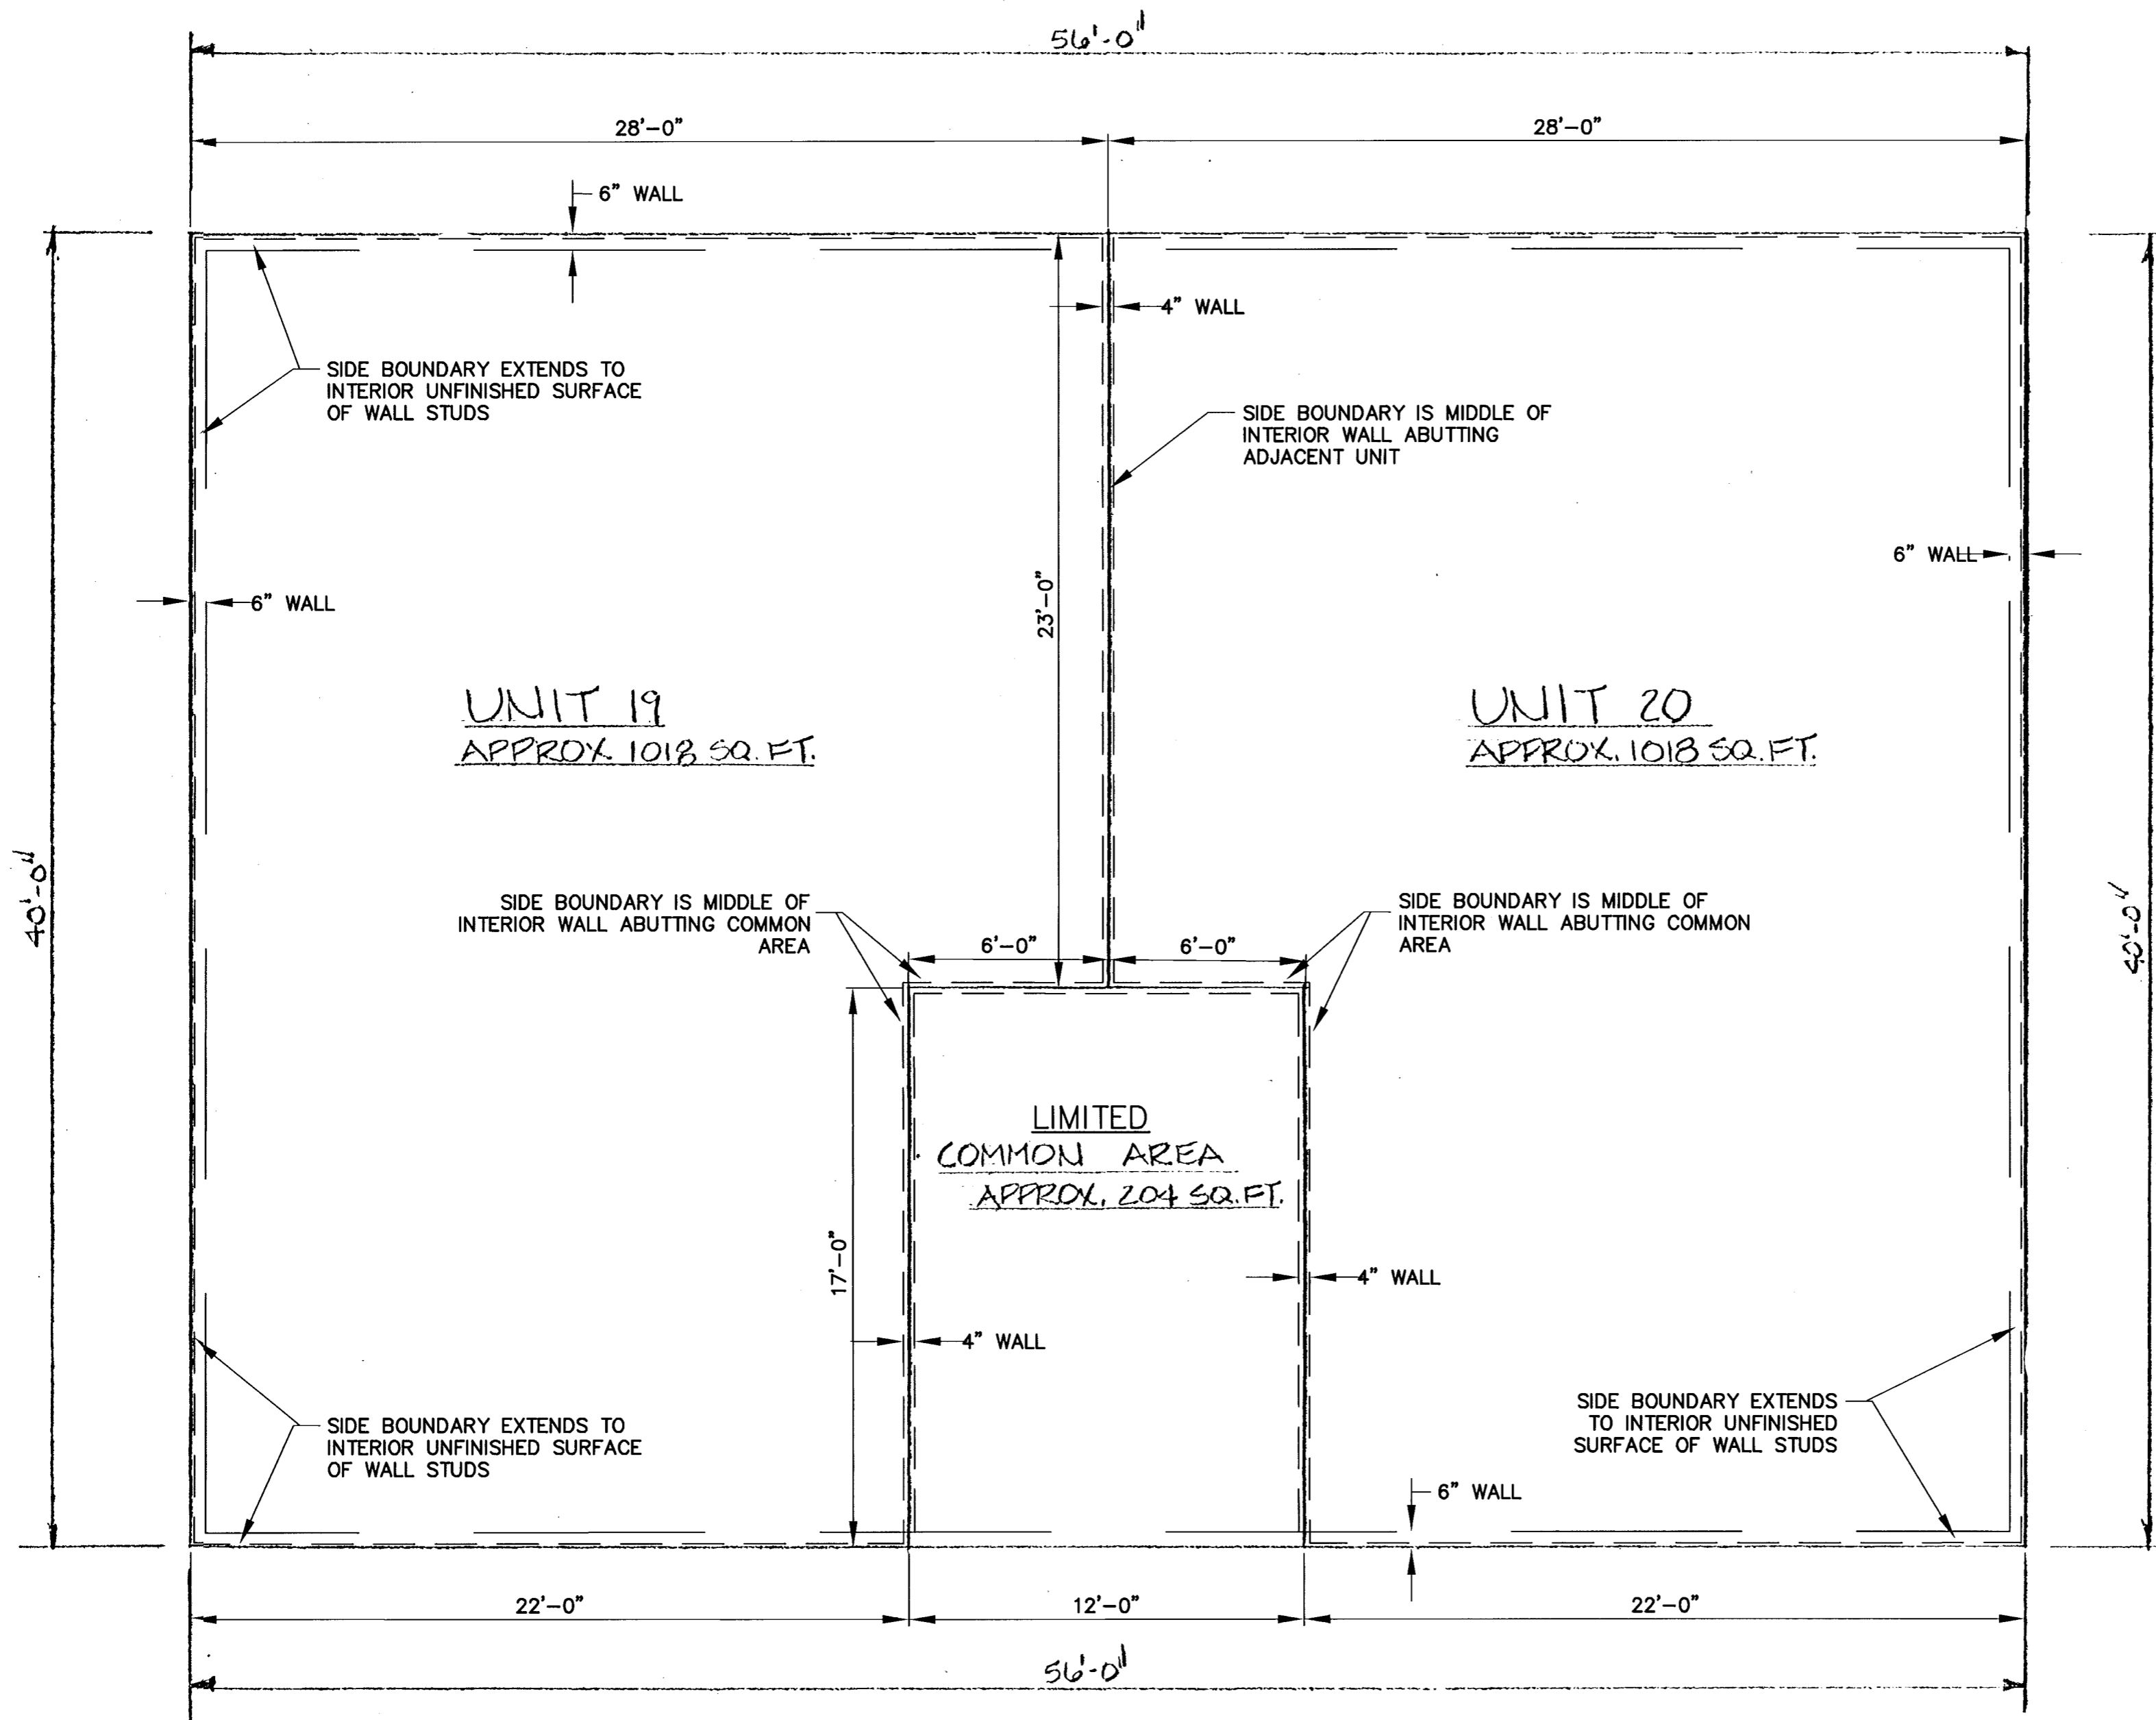 56'-0"
28'-0"
28'-0"
6" WALL
4" WALL
SIDE BOUNDARY EXTENDS TO
INTERIOR UNFINISHED SURFACE
OF WALL STUDS
SIDE BOUNDARY IS MIDDLE OF
INTERIOR WALL ABUTTING
ADJACENT UNIT
6" WALL
6" WALL
23'-0"
UNIT 19
APPROX. 1018 SQ. FT.
UNIT 20
APPROX. 1018 SQ. FT.
40'-0"
40'-0"
SIDE BOUNDARY IS MIDDLE OF
INTERIOR WALL ABUTTING COMMON
AREA
SIDE BOUNDARY IS MIDDLE OF
INTERIOR WALL ABUTTING COMMON
AREA
6'-0"
6'-0"
LIMITED
COMMON AREA
APPROX. 204 SQ. FT.
17'-0"
4" WALL
4" WALL
SIDE BOUNDARY EXTENDS TO
INTERIOR UNFINISHED SURFACE
OF WALL STUDS
SIDE BOUNDARY EXTENDS
TO INTERIOR UNFINISHED
SURFACE OF WALL STUDS
6" WALL
22'-0"
12'-0"
22'-0"
56'-0"